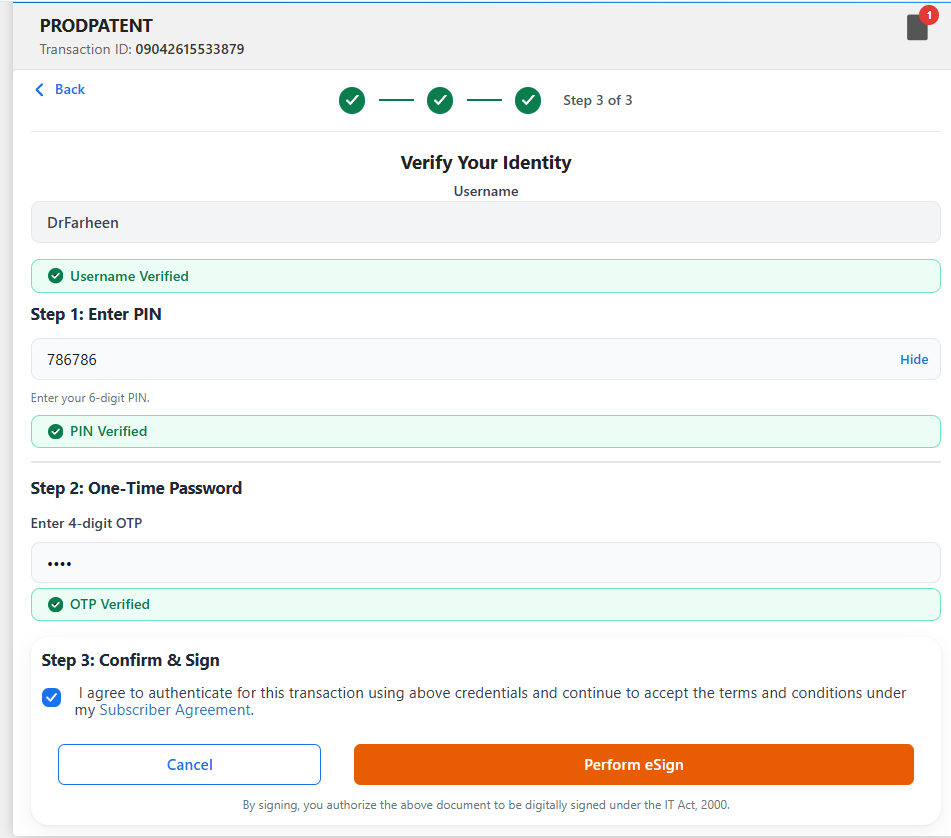 PRODPATENT
1
Transaction ID: 09042615533879
Back
Step 3 of 3
Verify Your Identity
Username
DrFarheen
Username Verified
Step 1: Enter PIN
786786
Hide
Enter your 6-digit PIN.
PIN Verified
Step 2: One-Time Password
Enter 4-digit OTP
••••
OTP Verified
Step 3: Confirm & Sign
I agree to authenticate for this transaction using above credentials and continue to accept the terms and conditions under
my Subscriber Agreement.
Cancel
Perform eSign
By signing, you authorize the above document to be digitally signed under the IT Act, 2000.